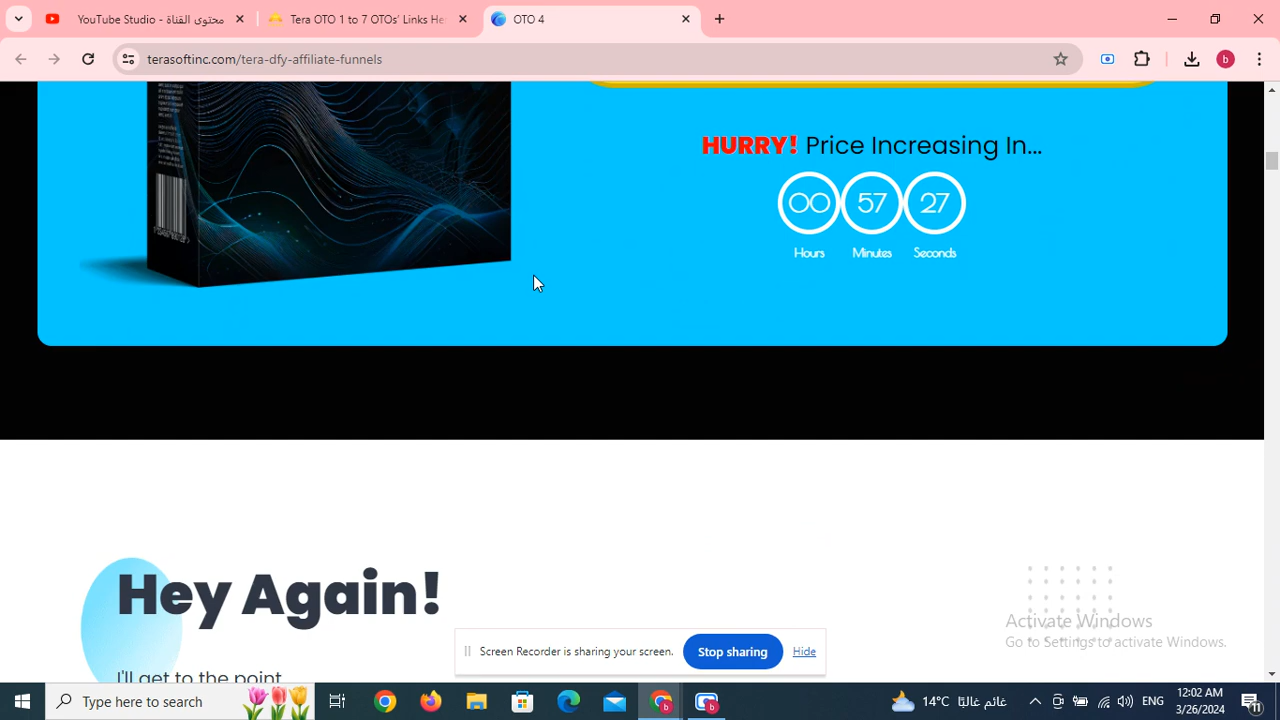 YouTube Studio - محتوى القناة
Tera OTO 1 to 7 OTOs' Links He
OTO 4
terasoftinc.com/tera-dfy-affiliate-funnels
b
HURRY! Price Increasing In...
00 57 27
Hours Minutes Seconds
Hey Again!
I'll get to the point
Activate Windows
Go to Settings to activate Windows.
Screen Recorder is sharing your screen. Stop sharing Hide
Type here to search
14°C غائم غالبًا
ENG
12:02 AM
3/26/2024
11